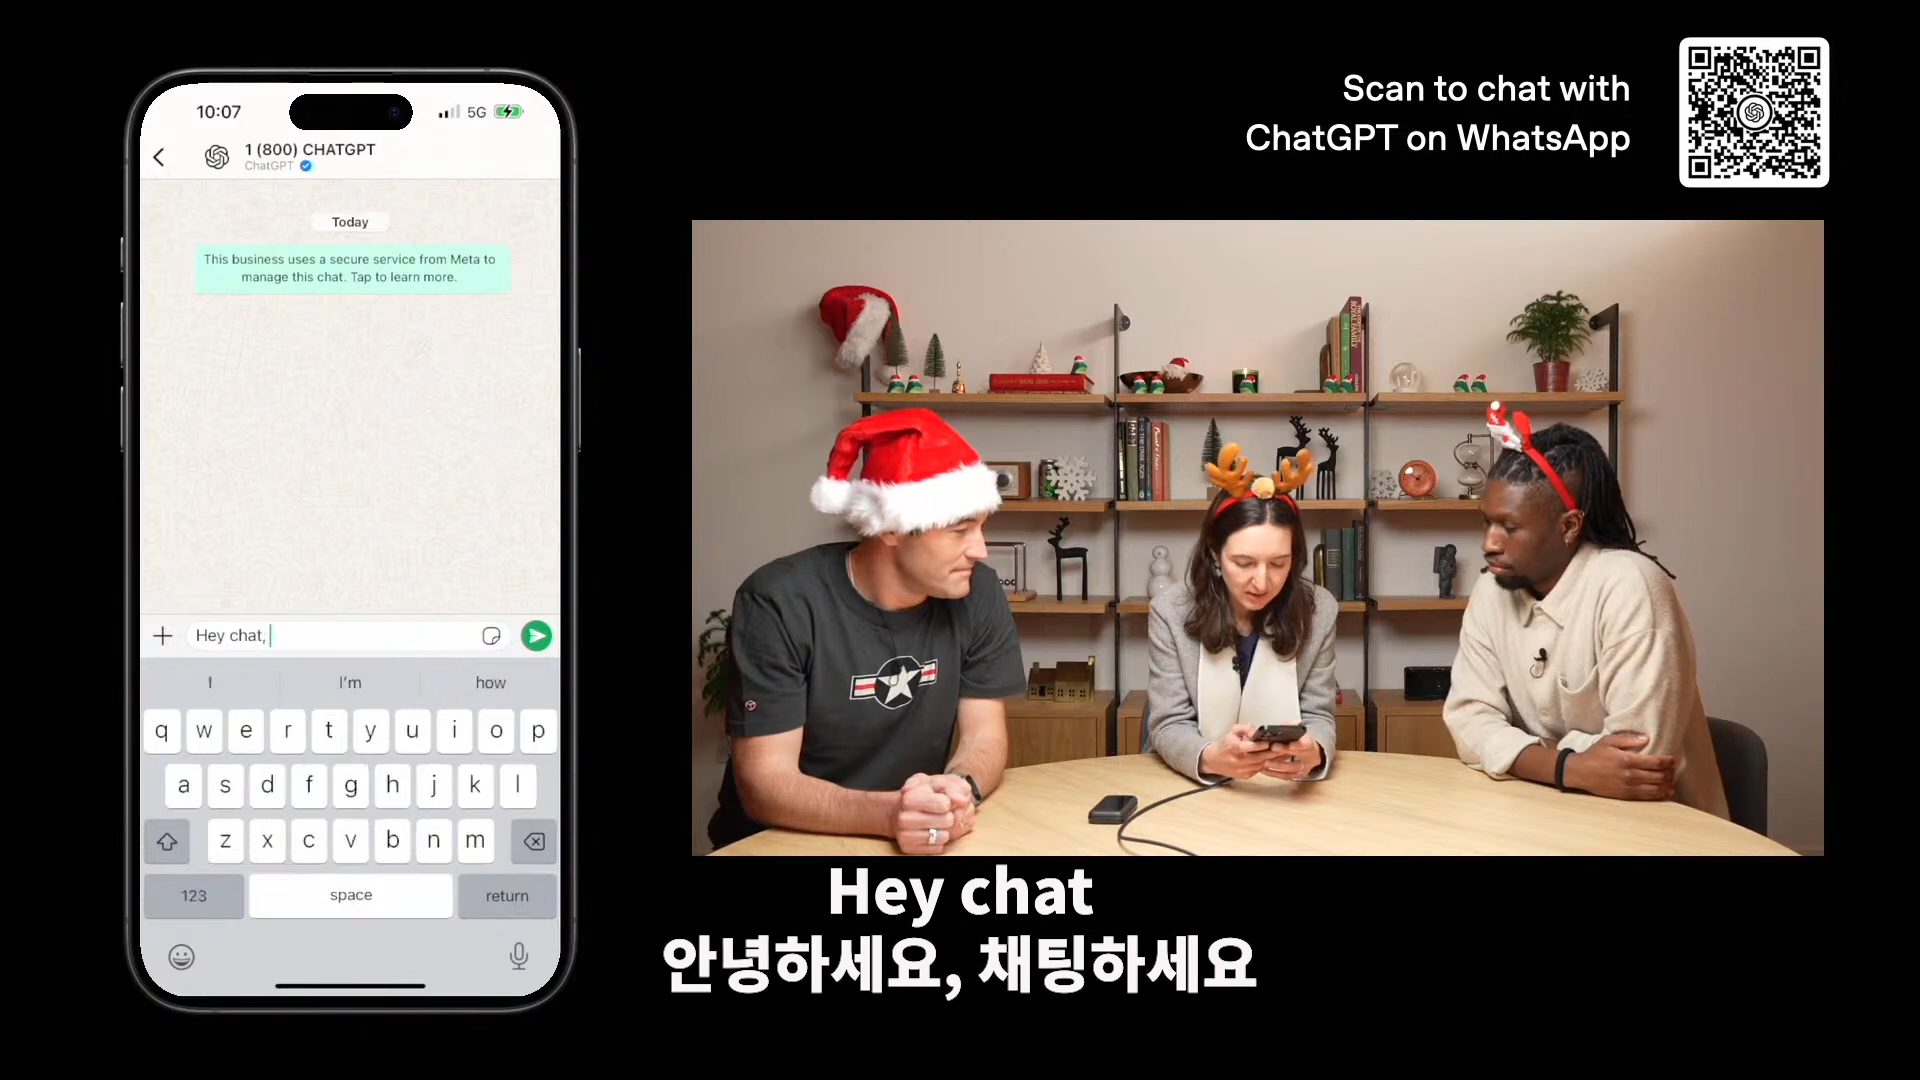 10:07
5G
1 (800) CHATGPT
ChatGPT
Today
This business uses a secure service from Meta to
manage this chat. Tap to learn more.
Hey chat,
I'm
how
q w e r t y u i o p
a s d f g h j k l
z x c v b n m
123
space
return
Scan to chat with
ChatGPT on WhatsApp
ROYAL FAMILY
Hey chat
안녕하세요, 채팅하세요